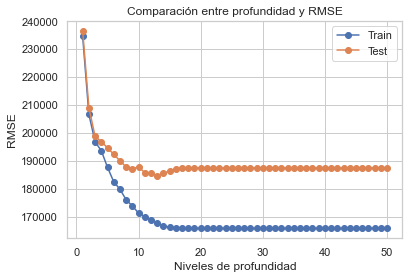 Comparación entre profundidad y RMSE
240000
230000
220000
210000
200000
190000
180000
170000
RMSE
Train
Test
0 10 20 30 40 50
Niveles de profundidad